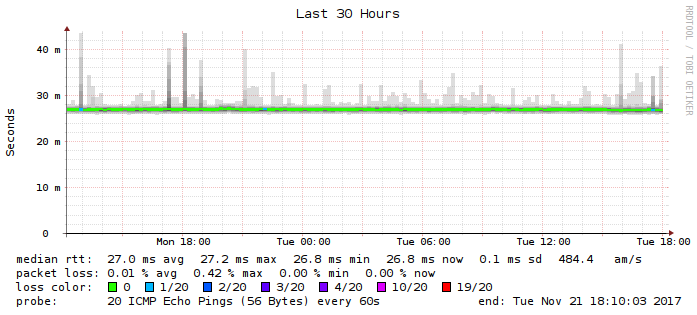 Last 30 Hours
RRDTOOL / TOBI OETIKER
Seconds
40 m
30 m
20 m
10 m
0
Mon 18:00 Tue 00:00 Tue 06:00 Tue 12:00 Tue 18:00
median rtt: 27.0 ms avg 27.2 ms max 26.8 ms min 26.8 ms now 0.1 ms sd 484.4 am/s
packet loss: 0.01 % avg 0.42 % max 0.00 % min 0.00 % now
loss color: 0 1/20 2/20 3/20 4/20 10/20 19/20
probe: 20 ICMP Echo Pings (56 Bytes) every 60s end: Tue Nov 21 18:10:03 2017